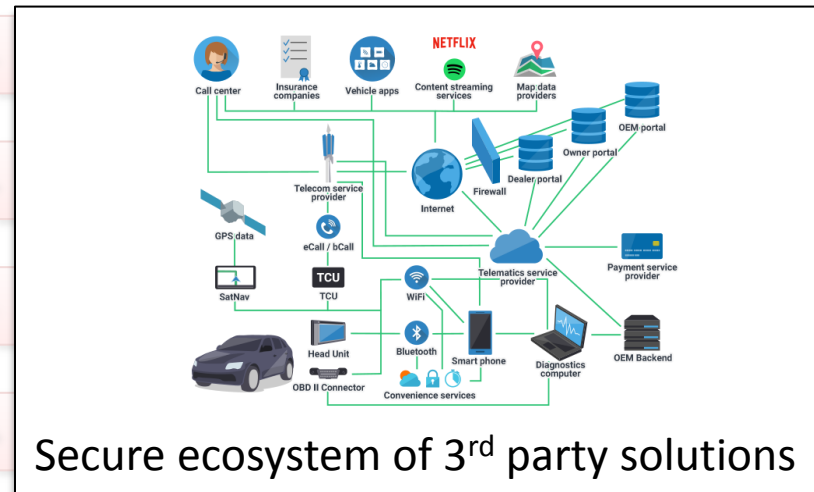 NETFLIX
Call center
Insurance
companies
Vehicle apps
Content streaming
services
Map data
providers
OEM portal
Owner portal
Dealer portal
Firewall
Internet
Telecom service
provider
GPS data
eCall / bCall
Telematics service
provider
Payment service
provider
SatNav
TCU
TCU
WiFi
Head Unit
Bluetooth
Smart phone
Diagnostics
computer
OEM Backend
OBD II Connector
Convenience services
Secure ecosystem of 3rd party solutions